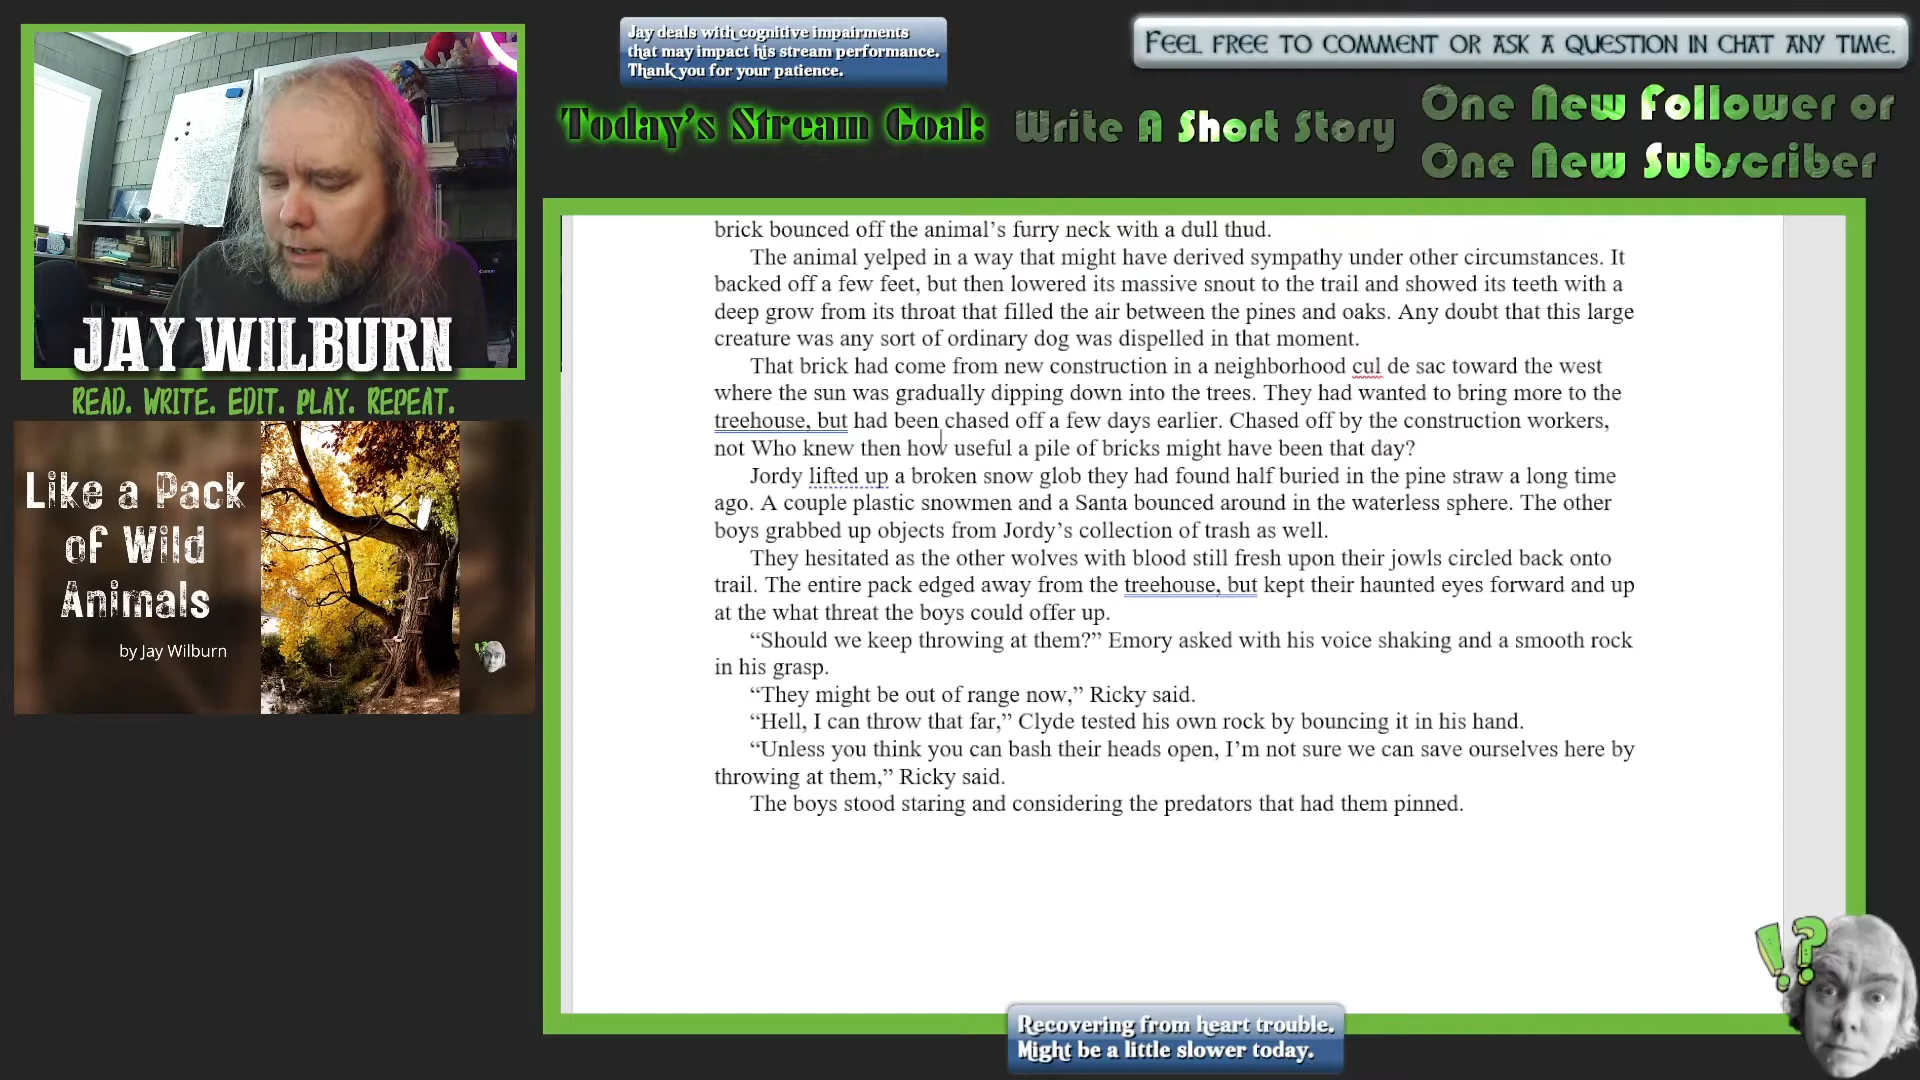 Jay deals with cognitive impairments
that may impact his stream performance.
Thank you for your patience.
FEEL FREE TO COMMENT OR ASK A QUESTION IN CHAT ANY TIME.
Today's Stream Goal:
Write A Short Story
One New Follower or
One New Subscriber
JAY WILBURN
READ. WRITE. EDIT. PLAY. REPEAT.
Like a Pack
of Wild
Animals
by Jay Wilburn
brick bounced off the animal’s furry neck with a dull thud.
The animal yelped in a way that might have derived sympathy under other circumstances. It
backed off a few feet, but then lowered its massive snout to the trail and showed its teeth with a
deep grow from its throat that filled the air between the pines and oaks. Any doubt that this large
creature was any sort of ordinary dog was dispelled in that moment.
That brick had come from new construction in a neighborhood cul de sac toward the west
where the sun was gradually dipping down into the trees. They had wanted to bring more to the
treehouse, but had been chased off a few days earlier. Chased off by the construction workers,
not Who knew then how useful a pile of bricks might have been that day?
Jordy lifted up a broken snow glob they had found half buried in the pine straw a long time
ago. A couple plastic snowmen and a Santa bounced around in the waterless sphere. The other
boys grabbed up objects from Jordy’s collection of trash as well.
They hesitated as the other wolves with blood still fresh upon their jowls circled back onto
trail. The entire pack edged away from the treehouse, but kept their haunted eyes forward and up
at the what threat the boys could offer up.
“Should we keep throwing at them?” Emory asked with his voice shaking and a smooth rock
in his grasp.
“They might be out of range now,” Ricky said.
“Hell, I can throw that far,” Clyde tested his own rock by bouncing it in his hand.
“Unless you think you can bash their heads open, I’m not sure we can save ourselves here by
throwing at them,” Ricky said.
The boys stood staring and considering the predators that had them pinned.
!?
Recovering from heart trouble.
Might be a little slower today.